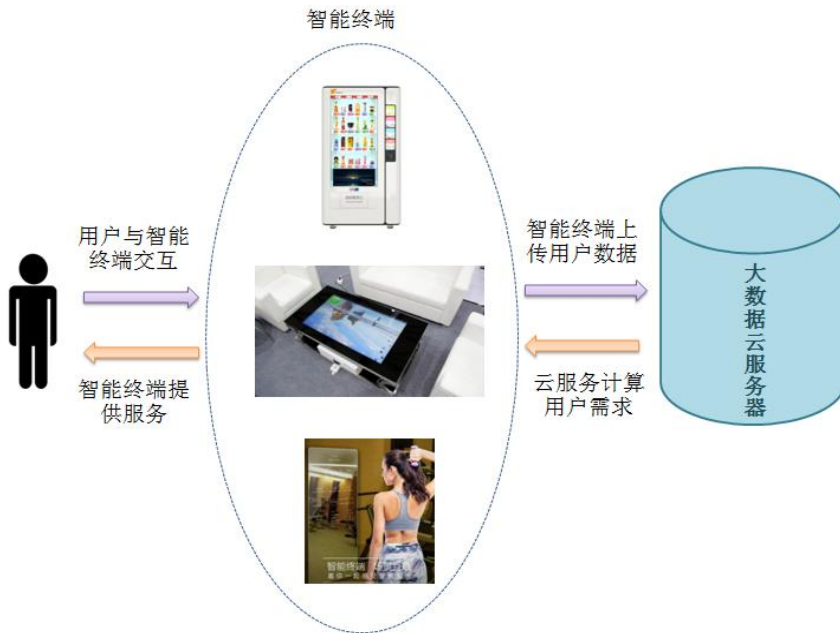 智能终端
用户与智能
终端交互
智能终端提
供服务
智能终端
智能终端上
传用户数据
云服务计算
用户需求
大数据云服务器